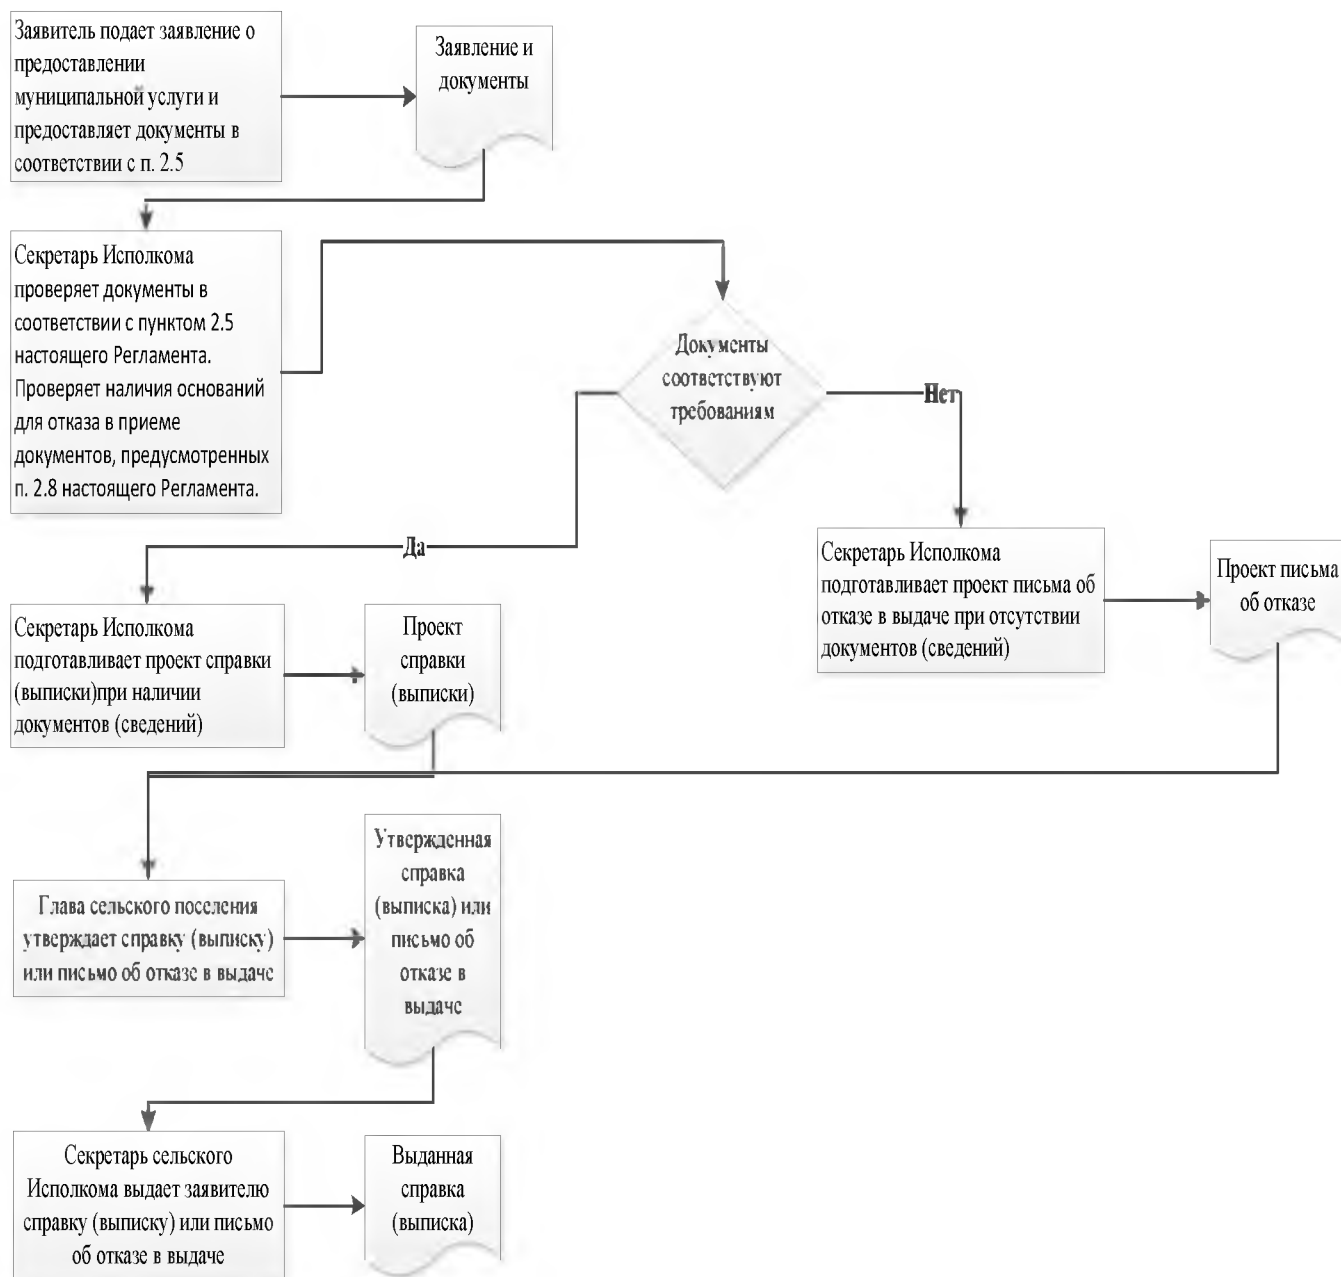 Заявитель подает заявление о
предоставлении
муниципальной услуги и
предоставляет документы в
соответствии с п. 2.5
Заявление и
документы
Секретарь Исполкома
проверяет документы в
соответствии с пунктом 2.5
настоящего Регламента.
Проверяет наличия оснований
для отказа в приеме
документов, предусмотренных
п. 2.8 настоящего Регламента.
Документы
соответствуют
требованиям
Нет
Да
Секретарь Исполкома
подготавливает проект письма об
отказе в выдаче при отсутствии
документов (сведений)
Проект письма
об отказе
Секретарь Исполкома
подготавливает проект справки
(выписки)при наличии
документов (сведений)
Проект
справки
(выписки)
Глава сельского поселения
утверждает справку (выписку)
или письмо об отказе в выдаче
Утвержденная
справка
(выписка) или
письмо об
отказе в
выдаче
Секретарь сельского
Исполкома выдает заявителю
справку (выписку) или письмо
об отказе в выдаче
Выданная
справка
(выписка)